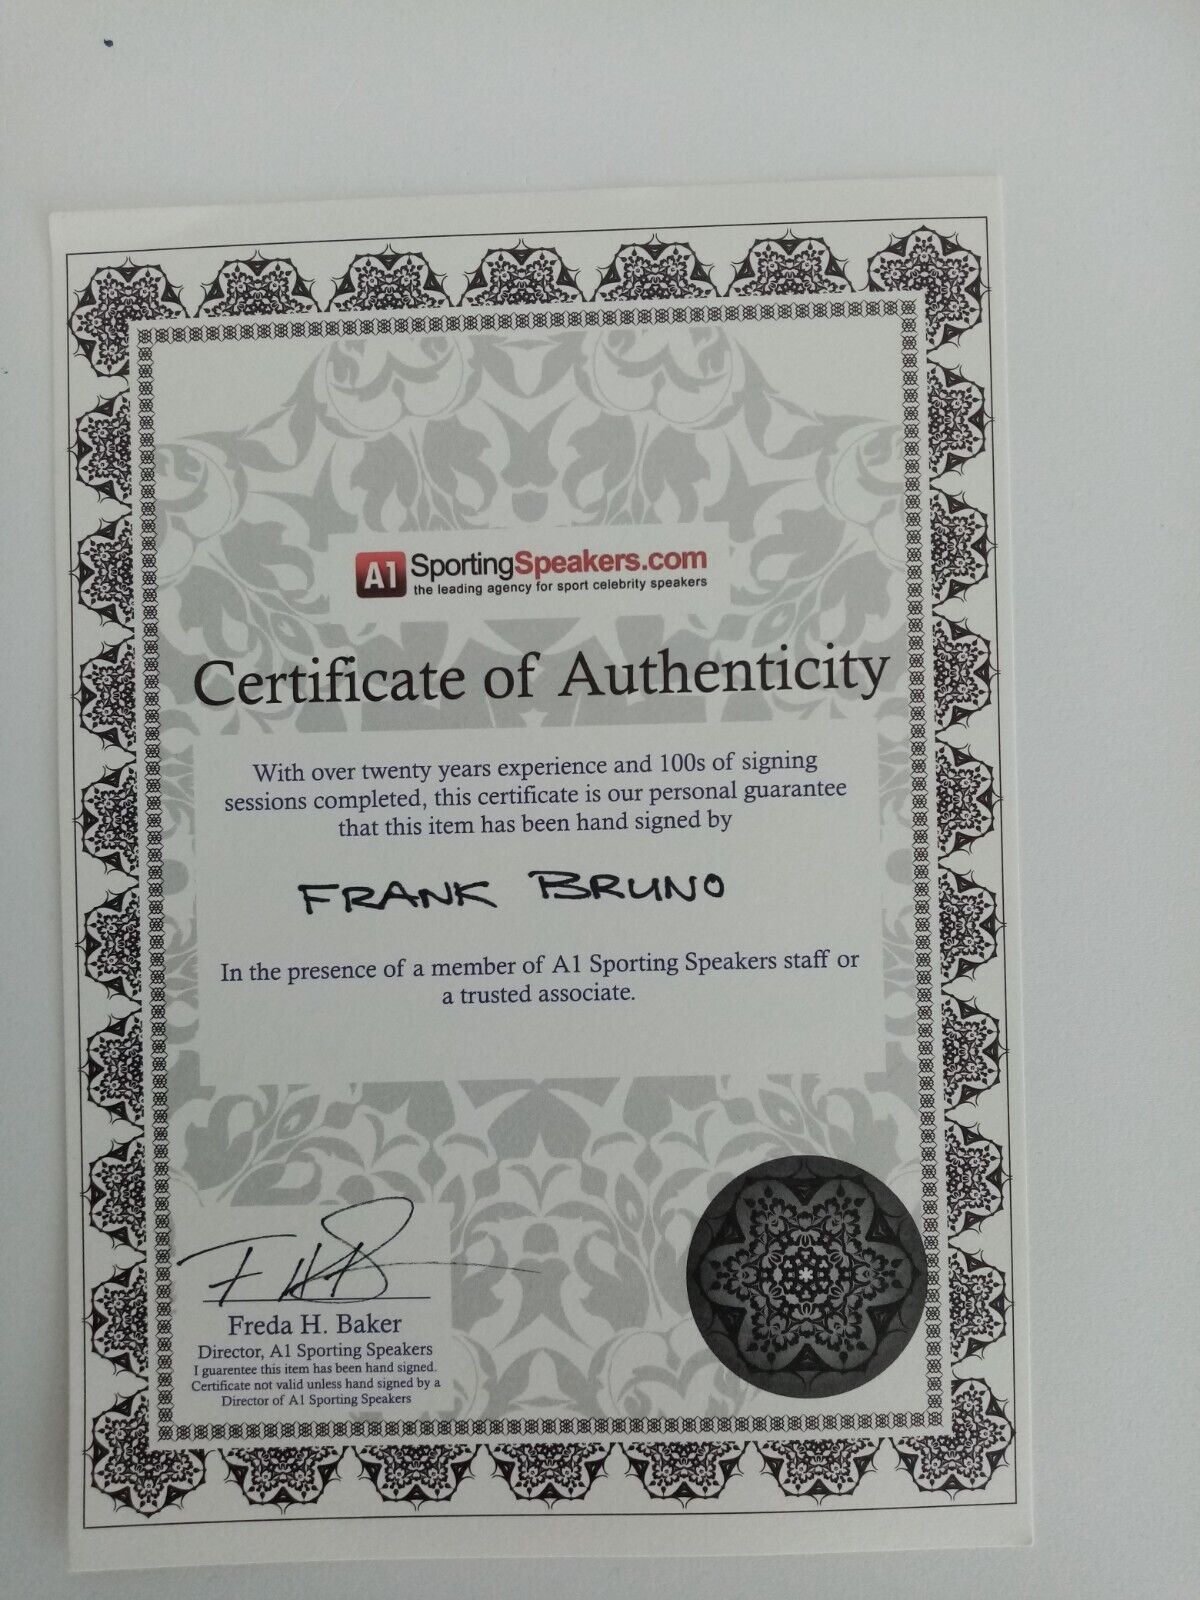 A1 SportingSpeakers.com
the leading agency for sport celebrity speakers
Certificate of Authenticity
With over twenty years experience and 100s of signing
sessions completed, this certificate is our personal guarantee
that this item has been hand signed by
FRANK BRUNO
In the presence of a member of A1 Sporting Speakers staff or
a trusted associate.
Freda H. Baker
Director, A1 Sporting Speakers
I guarentee this item has been hand signed.
Certificate not valid unless hand signed by a
Director of A1 Sporting Speakers